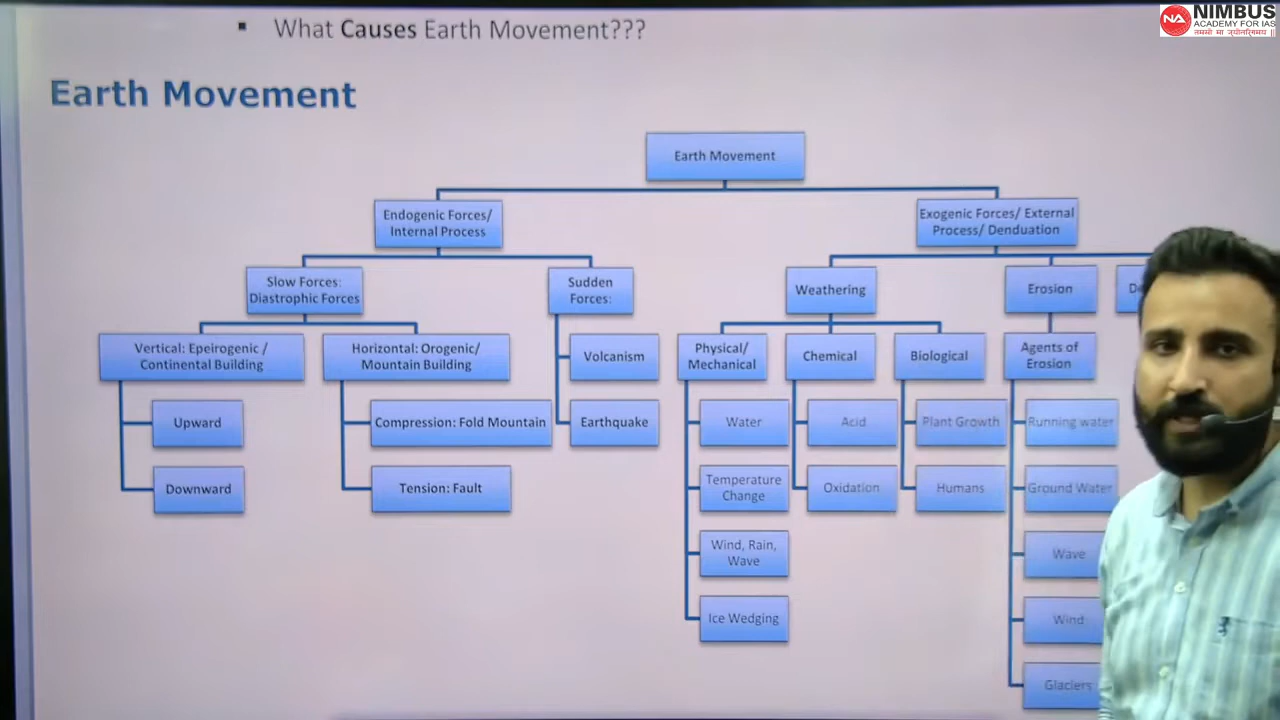 NIMBUS
ACADEMY FOR IAS
तमसो मा ज्योतिर्गमय ||
▪ What Causes Earth Movement???
Earth Movement
Earth Movement
Endogenic Forces/
Internal Process
Exogenic Forces/ External
Process/ Denduation
Slow Forces:
Diastrophic Forces
Sudden
Forces:
Weathering
Erosion
Vertical: Epeirogenic /
Continental Building
Horizontal: Orogenic/
Mountain Building
Volcanism
Physical/
Mechanical
Chemical
Biological
Agents of
Erosion
Upward
Compression: Fold Mountain
Earthquake
Water
Acid
Plant Growth
Running water
Downward
Tension: Fault
Temperature
Change
Oxidation
Humans
Ground Water
Wind, Rain,
Wave
Wave
Ice Wedging
Wind
Glaciers